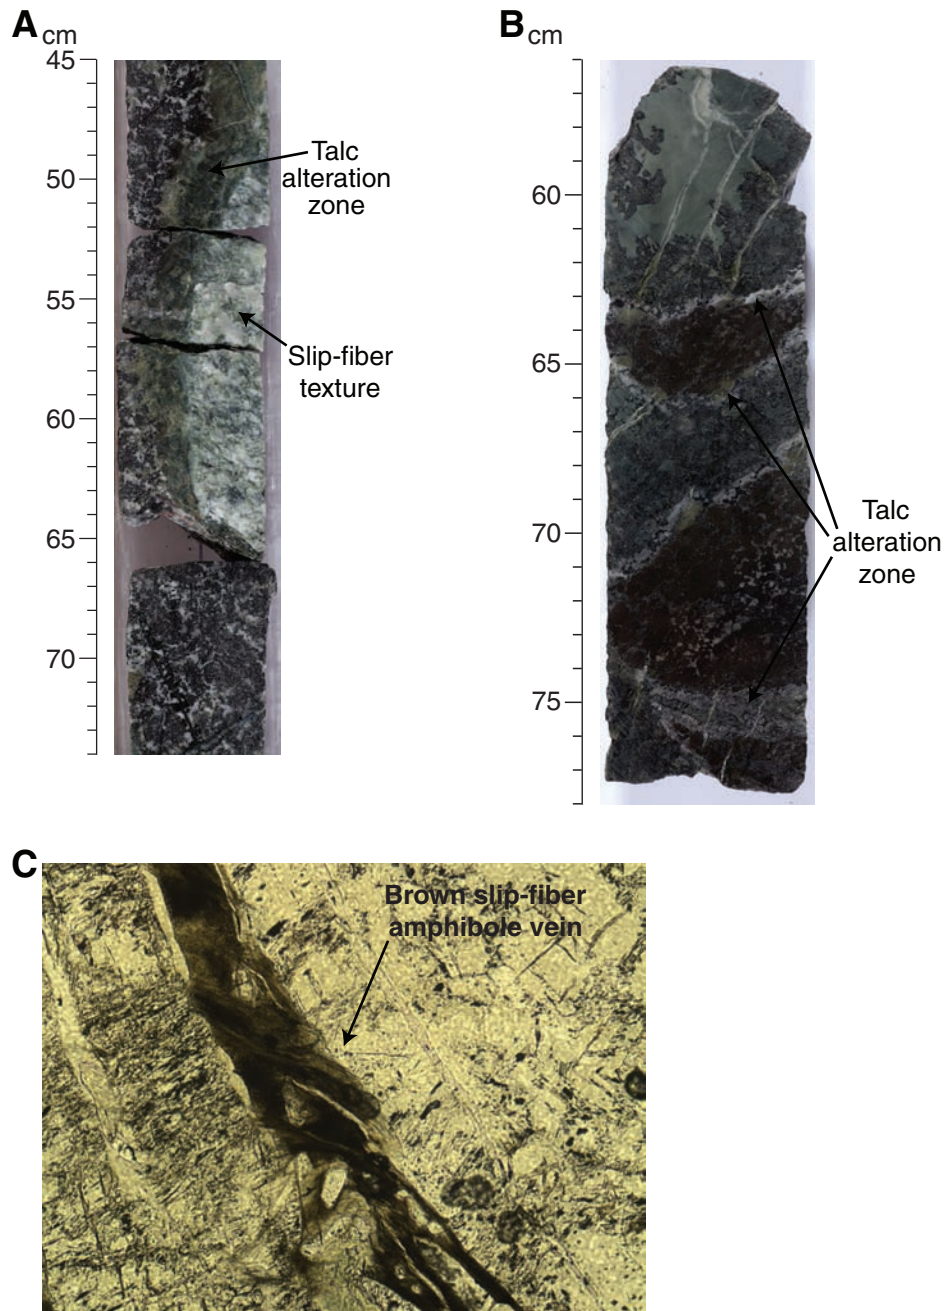 A
cm
45
50
55
60
65
70
Talc
alteration
zone
Slip-fiber
texture
B
cm
60
65
70
75
Talc
alteration
zone
C
Brown slip-fiber
amphibole vein